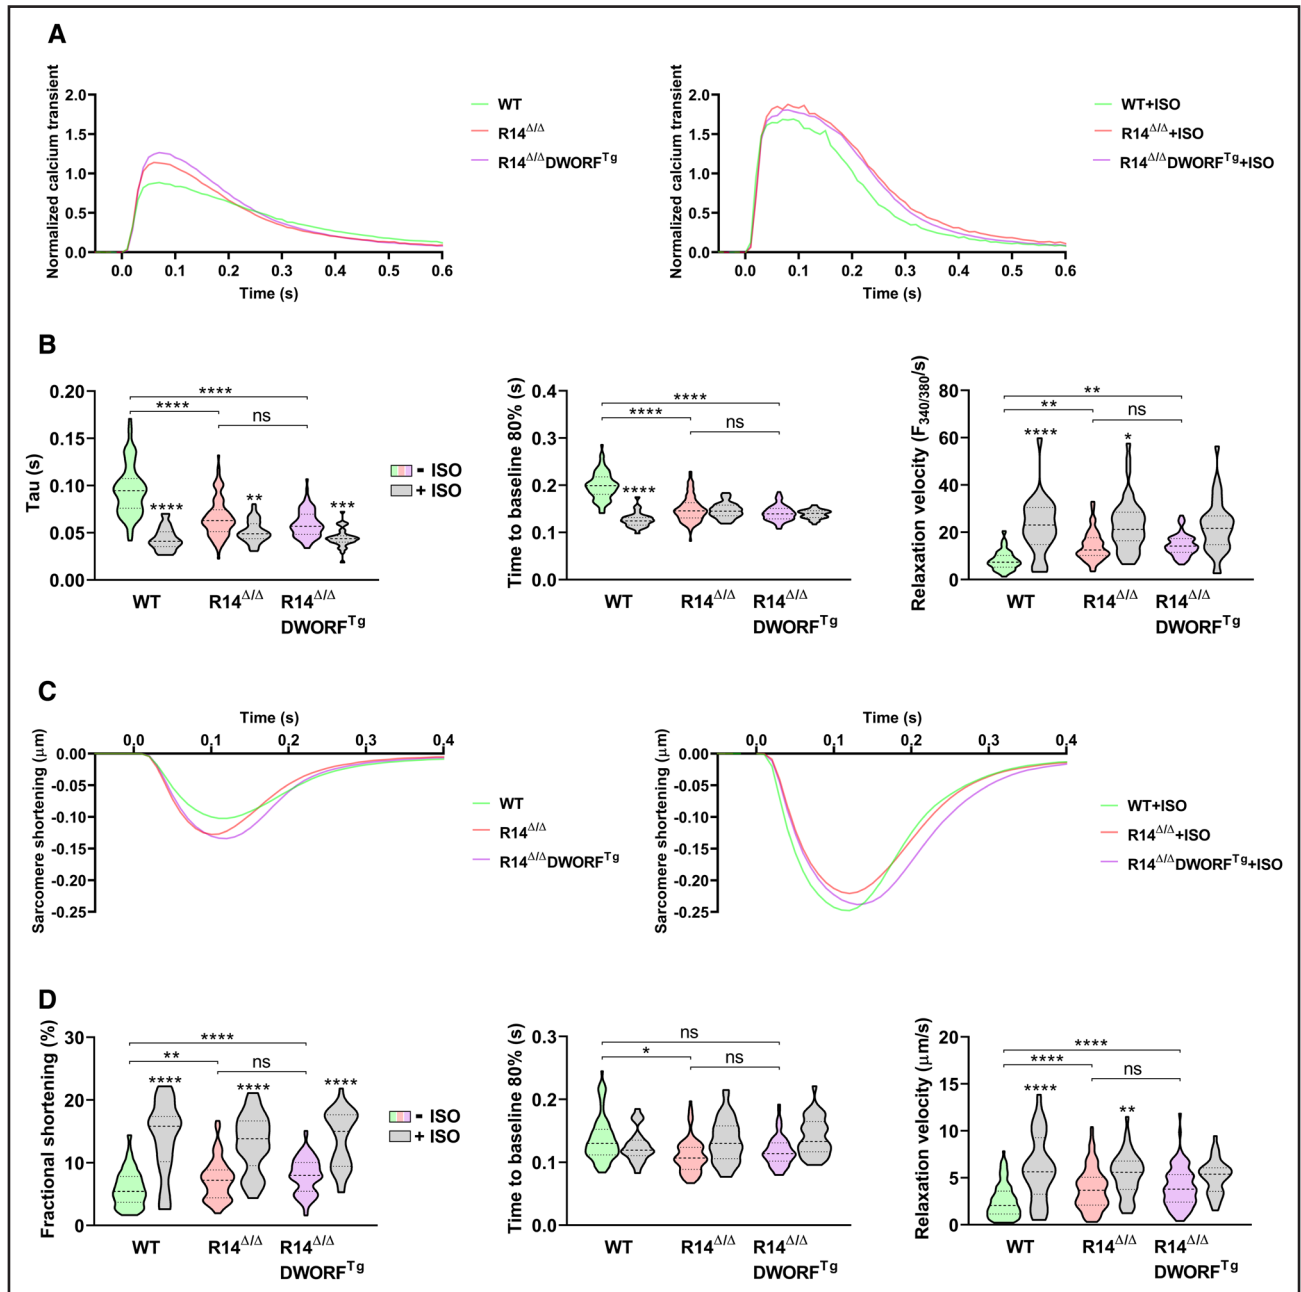 A
Normalized calcium transient
2.0
1.5
1.0
0.5
0.0
0.0 0.1 0.2 0.3 0.4 0.5 0.6
Time (s)
WT
R14Δ/Δ
R14Δ/ΔDWORFTg
Normalized calcium transient
2.0
1.5
1.0
0.5
0.0
0.0 0.1 0.2 0.3 0.4 0.5 0.6
Time (s)
WT+ISO
R14Δ/Δ+ISO
R14Δ/ΔDWORFTg+ISO
B
Tau (s)
0.20
0.15
0.10
0.05
0.00
****
****
ns
****
**
***
WT R14Δ/Δ R14Δ/Δ
DWORFTg
- ISO
+ ISO
Time to baseline 80% (s)
0.4
0.3
0.2
0.1
0.0
****
****
ns
****
WT R14Δ/Δ R14Δ/Δ
DWORFTg
Relaxation velocity (F340/380/s)
80
60
40
20
0
**
**
ns
****
*
WT R14Δ/Δ R14Δ/Δ
DWORFTg
C
Time (s)
0.0 0.1 0.2 0.3 0.4
Sarcomere shortening (µm)
0.00
-0.05
-0.10
-0.15
-0.20
-0.25
WT
R14Δ/Δ
R14Δ/ΔDWORFTg
Time (s)
0.0 0.1 0.2 0.3 0.4
Sarcomere shortening (µm)
0.00
-0.05
-0.10
-0.15
-0.20
-0.25
WT+ISO
R14Δ/Δ+ISO
R14Δ/ΔDWORFTg+ISO
D
Fractional shortening (%)
30
20
10
0
****
**
ns
****
****
****
WT R14Δ/Δ R14Δ/Δ
DWORFTg
- ISO
+ ISO
Time to baseline 80% (s)
0.3
0.2
0.1
0.0
ns
*
ns
WT R14Δ/Δ R14Δ/Δ
DWORFTg
Relaxation velocity (µm/s)
20
15
10
5
0
****
****
ns
****
**
WT R14Δ/Δ R14Δ/Δ
DWORFTg